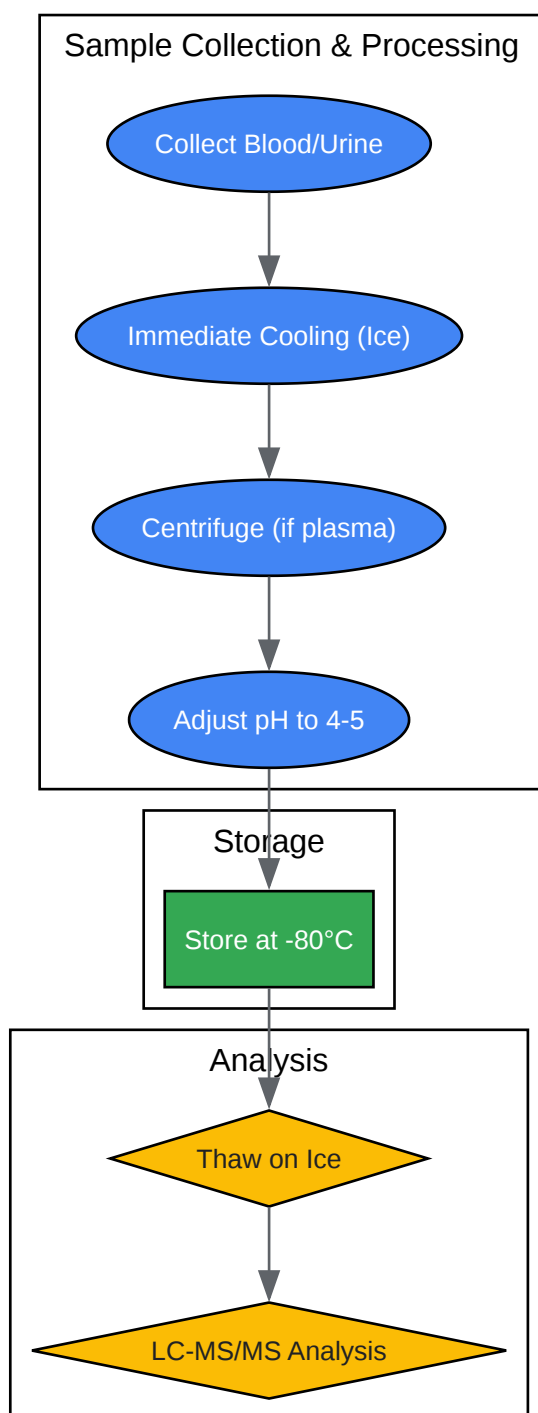 Sample Collection & Processing
Collect Blood/Urine
Immediate Cooling (Ice)
Centrifuge (if plasma)
Adjust pH to 4-5
Storage
Store at -80°C
Analysis
Thaw on Ice
LC-MS/MS Analysis